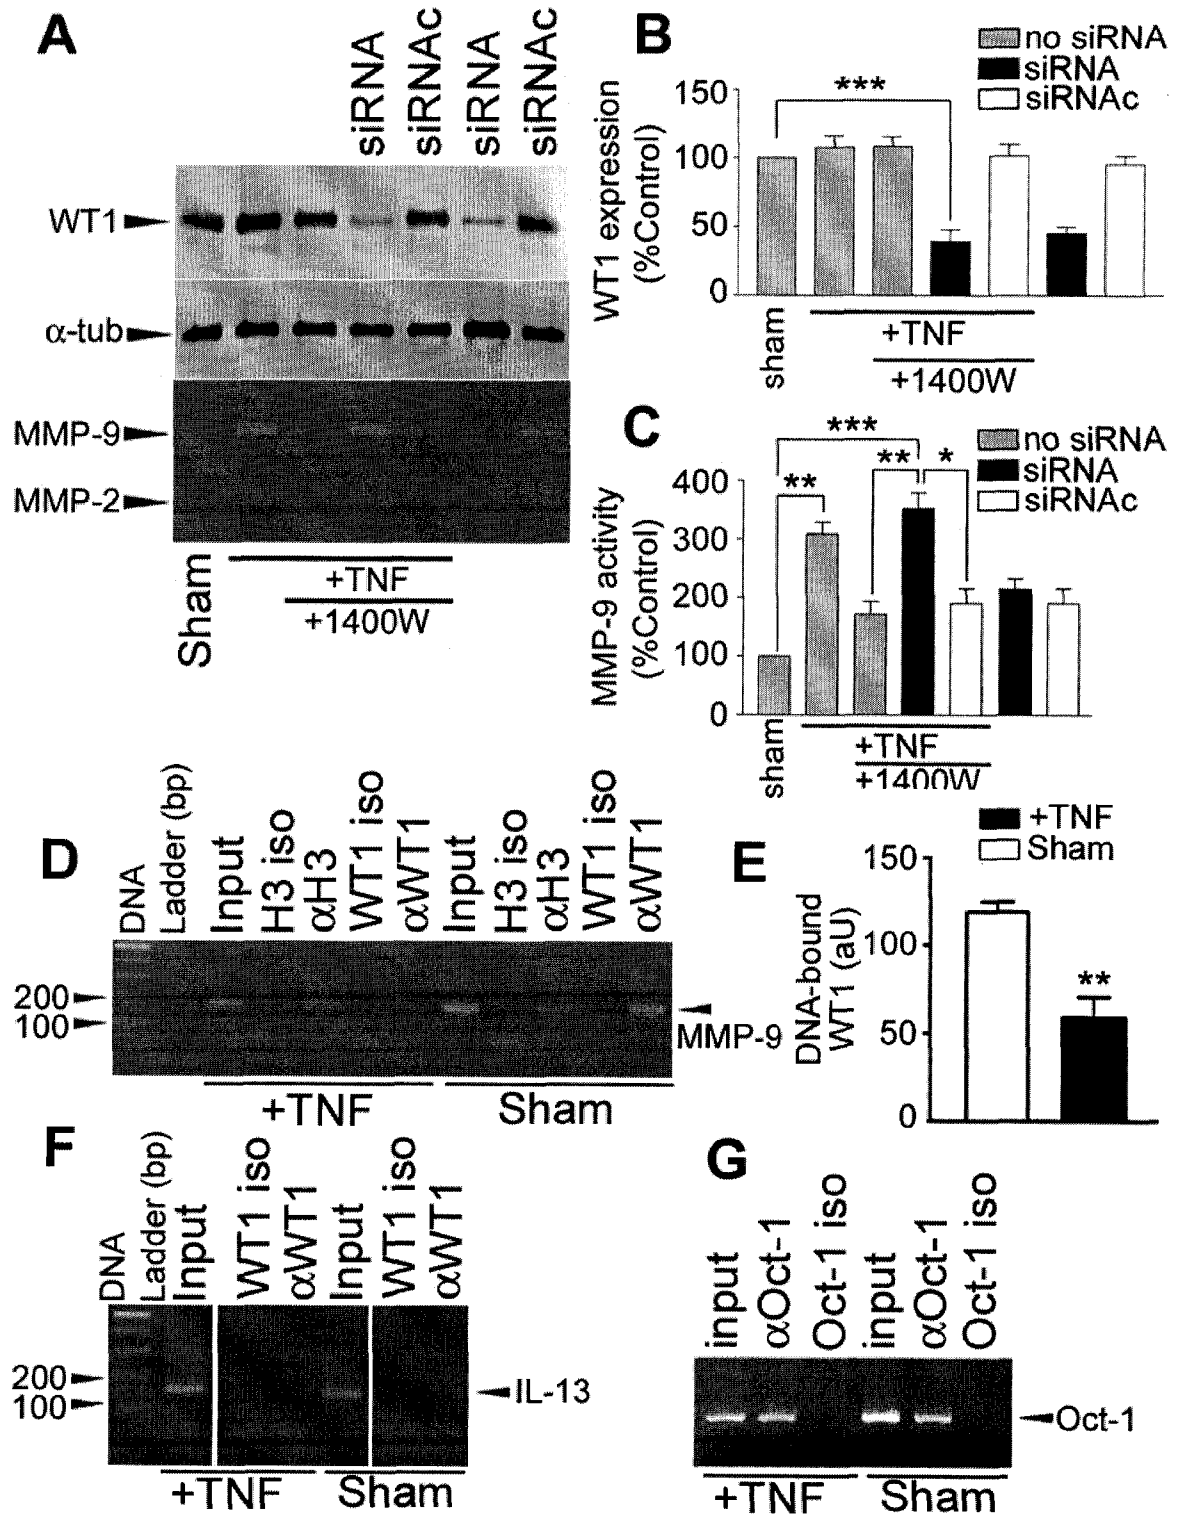 A
siRNA
siRNAc
siRNA
siRNAc
WT1
α-tub
MMP-9
MMP-2
Sham
+TNF
+1400W
B
no siRNA
siRNA
siRNAc
***
WT1 expression
(%Control)
150
100
50
0
sham
+TNF
+1400W
C
no siRNA
siRNA
siRNAc
***
** *
**
MMP-9 activity
(%Control)
400
300
200
100
0
sham
+TNF
+1400W
D
DNA
Ladder (bp)
Input
H3 iso
αH3
WT1 iso
αWT1
Input
H3 iso
αH3
WT1 iso
αWT1
200
100
MMP-9
+TNF
Sham
E
+TNF
Sham
DNA-bound
WT1 (aU)
150
100
50
0
**
F
DNA
Ladder (bp)
Input
WT1 iso
αWT1
Input
WT1 iso
αWT1
200
100
IL-13
+TNF
Sham
G
input
αOct-1
Oct-1 iso
input
αOct-1
Oct-1 iso
Oct-1
+TNF
Sham